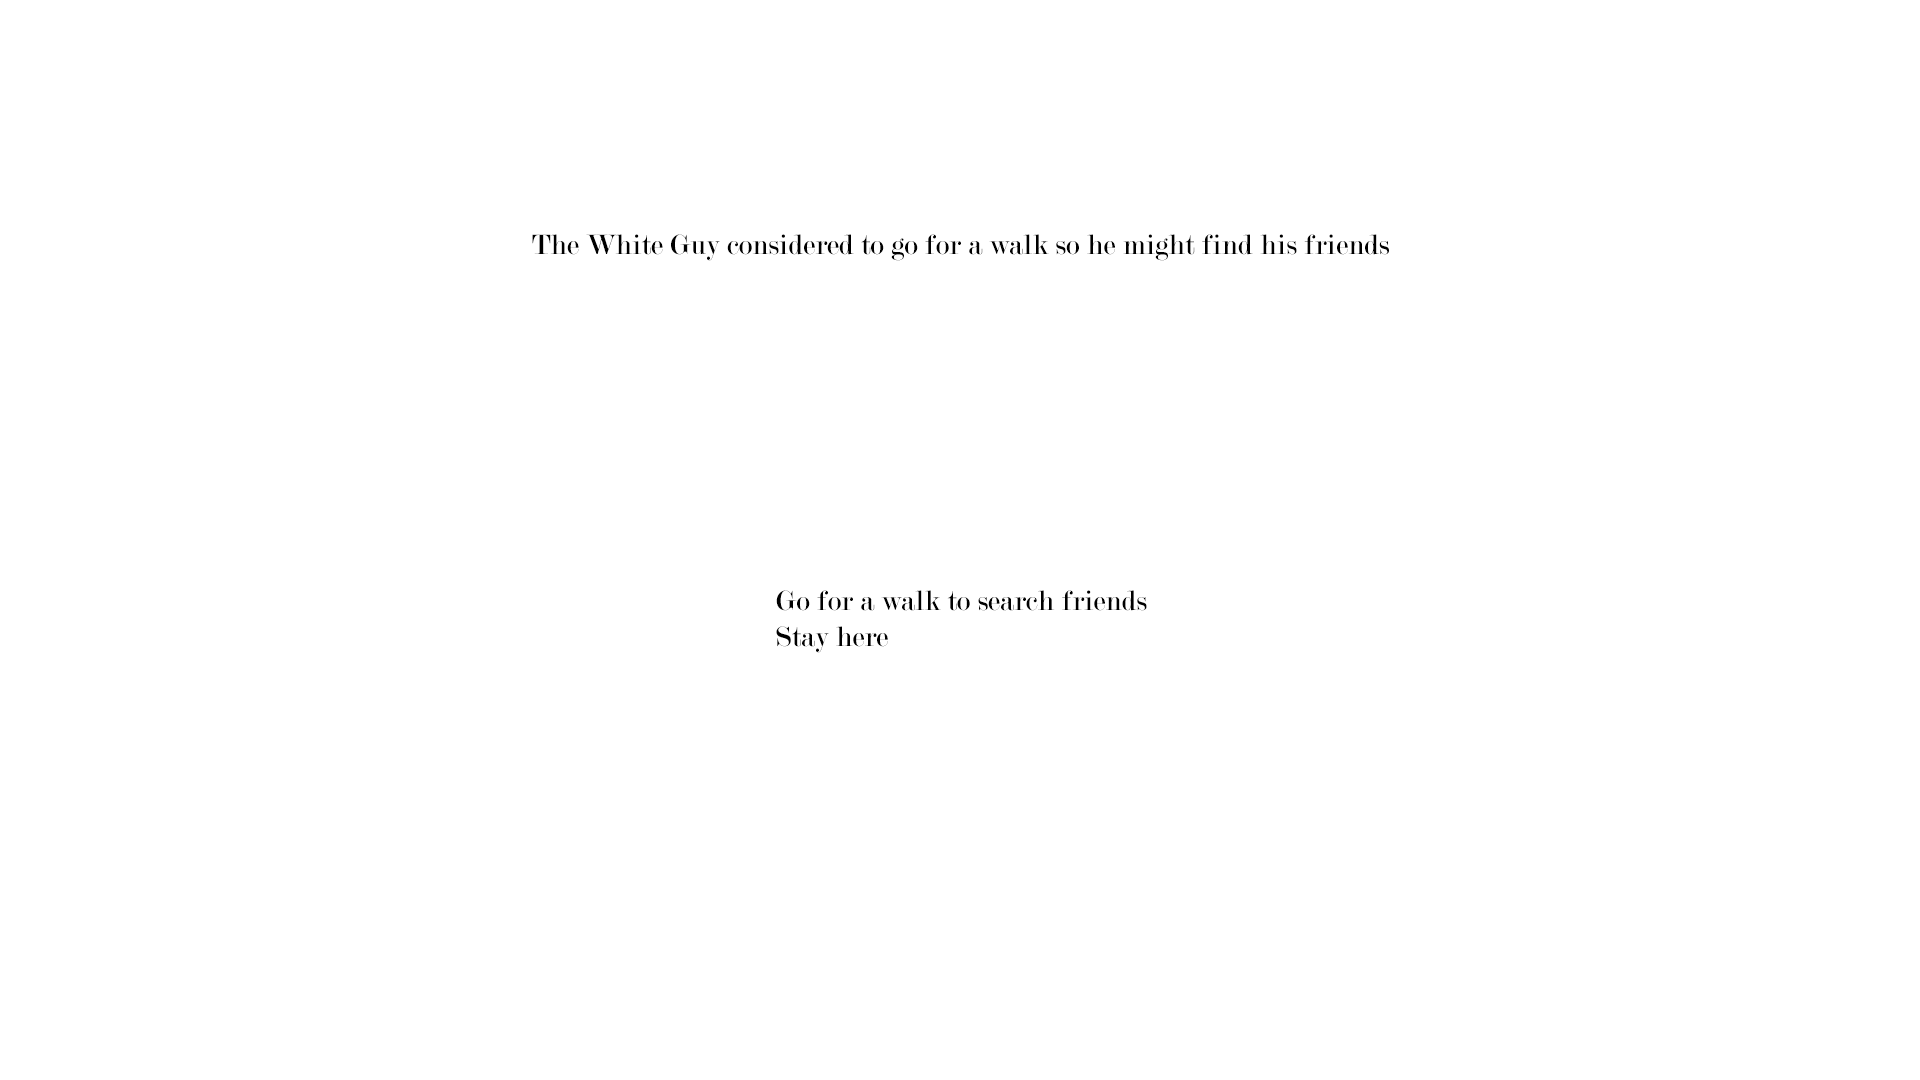 The White Guy considered to go for a walk so he might find his friends
Go for a walk to search friends
Stay here